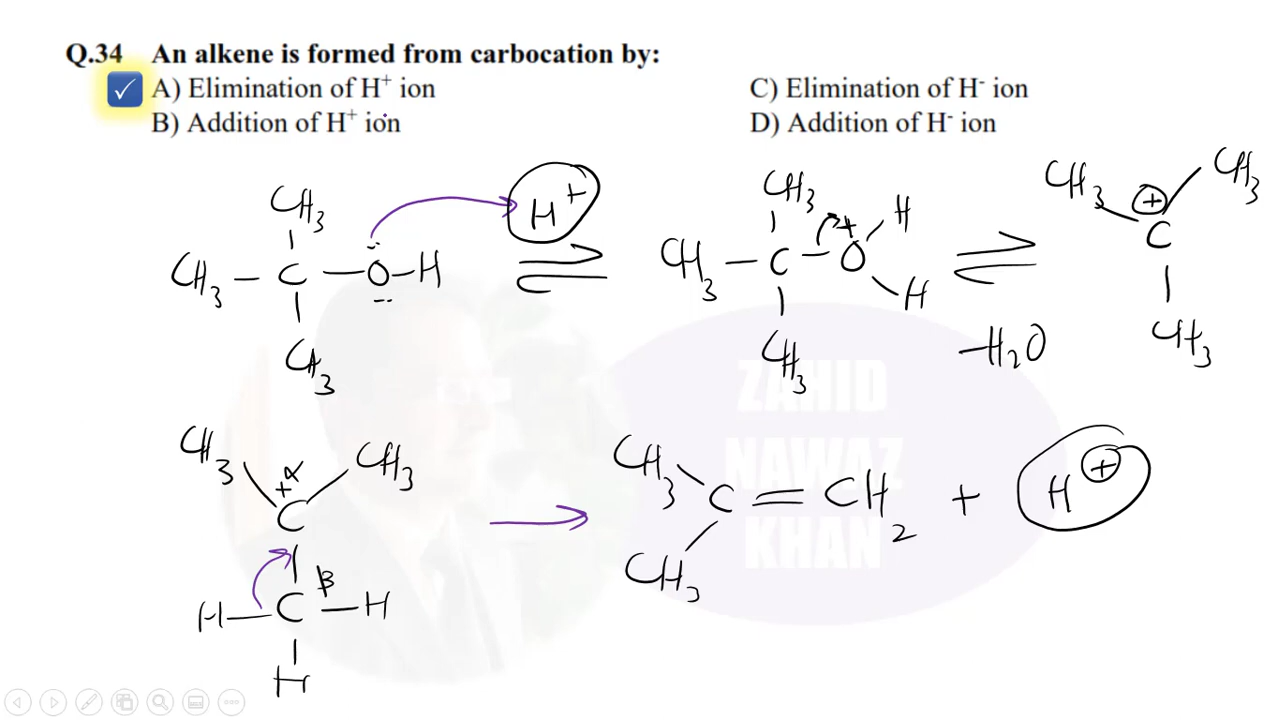 Q.34 An alkene is formed from carbocation by:
A) Elimination of H⁺ ion
C) Elimination of H⁻ ion
B) Addition of H⁺ ion
D) Addition of H⁻ ion
CH₃
CH₃ – C – Ö – H
CH₃
H⁺
CH₃
CH₃ – C – O⁺
H
H
CH₃
–H₂O
CH₃
CH₃
⊕
C
CH₃
CH₃
CH₃
+ α
C
β
H – C – H
H
CH₃
C = CH₂ + H⊕
CH₃
ZAHID
NAWAZ
KHAN